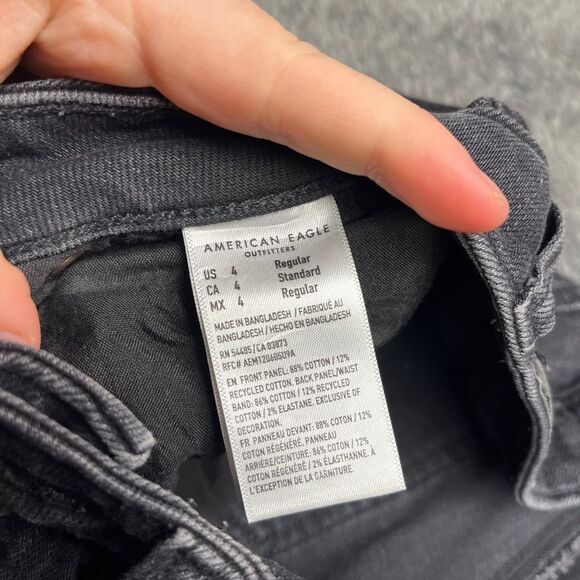 AMERICAN EAGLE
OUTFITTERS
US 4 Regular
CA 4 Standard
MX 4 Regular
MADE IN BANGLADESH / FABRIQUÉ AU
BANGLADESH / HECHO EN BANGLADESH
RN 54485/CA 03873
RFC# AEM120605U9A
EN FRONT PANEL: 88% COTTON / 12%
RECYCLED COTTON. BACK PANEL/WAIST
BAND: 86% COTTON / 12% RECYCLED
COTTON / 2% ELASTANE. EXCLUSIVE OF
DECORATION.
FR PANNEAU DEVANT: 88% COTON / 12%
COTON RÉGÉNÉRÉ. PANNEAU
ARRIÈRE/CEINTURE: 86% COTON / 12%
COTON RÉGÉNÉRÉ / 2% ÉLASTHANNE. À
L'EXCEPTION DE LA GARNITURE.